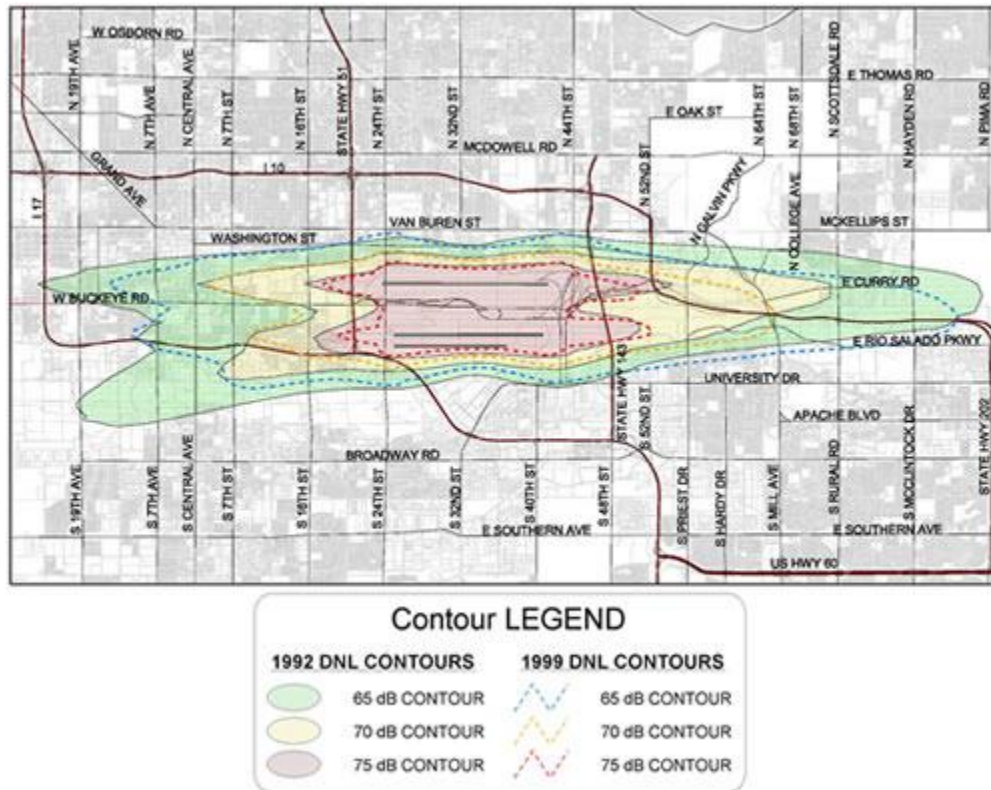 W OSBORN RD
N 19TH AVE
N 7TH AVE
N CENTRAL AVE
N 7TH ST
N 16TH ST
STATE HWY 51
N 24TH ST
N 32ND ST
N 44TH ST
N 52ND ST
E OAK ST
N 64TH ST
N 68TH ST
N SCOTTSDALE RD
E THOMAS RD
N HAYDEN RD
N PIMA RD
MCDOWELL RD
GRAND AVE
I 10
I 17
N GALVIN PKWY
N COLLEGE AVE
VAN BUREN ST
MCKELLIPS ST
WASHINGTON ST
W BUCKEYE RD
E CURRY RD
E RIO SALADO PKWY
UNIVERSITY DR
STATE HWY 143
APACHE BLVD
BROADWAY RD
S 19TH AVE
S 7TH AVE
S CENTRAL AVE
S 7TH ST
S 16TH ST
S 24TH ST
S 32ND ST
S 40TH ST
S 48TH ST
S 52ND ST
S PRIEST DR
S HARDY DR
S MILL AVE
S RURAL RD
S MCCLINTOCK DR
STATE HWY 202
E SOUTHERN AVE
E SOUTHERN AVE
US HWY 60
Contour LEGEND
1992 DNL CONTOURS
65 dB CONTOUR
70 dB CONTOUR
75 dB CONTOUR
1999 DNL CONTOURS
65 dB CONTOUR
70 dB CONTOUR
75 dB CONTOUR